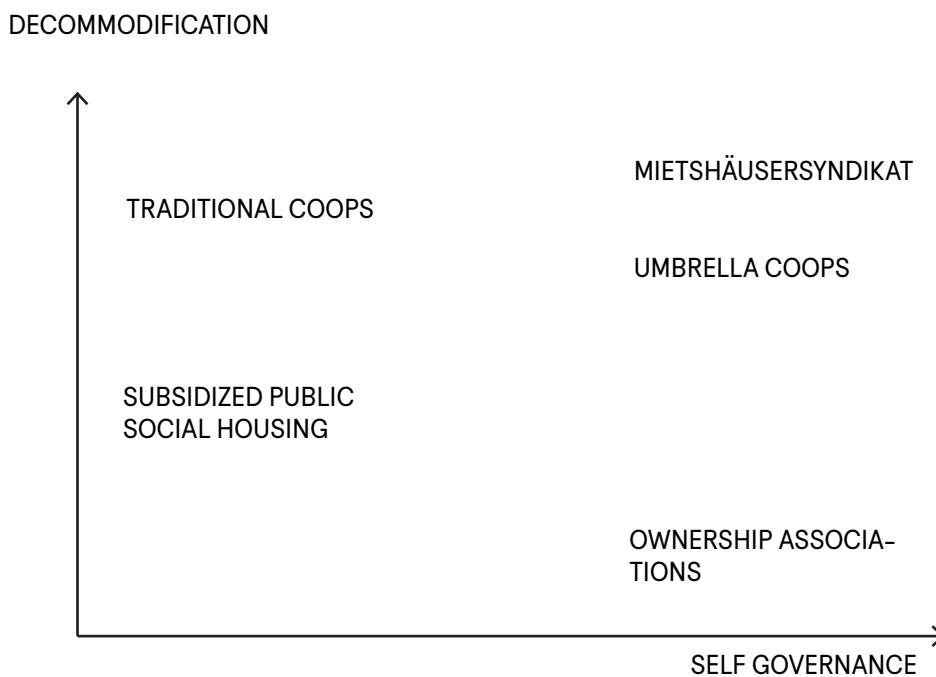 DECOMMODIFICATION
MIETSHÄUSERSYNDIKAT
TRADITIONAL COOPS
UMBRELLA COOPS
SUBSIDIZED PUBLIC
SOCIAL HOUSING
OWNERSHIP ASSOCIA-
TIONS
SELF GOVERNANCE